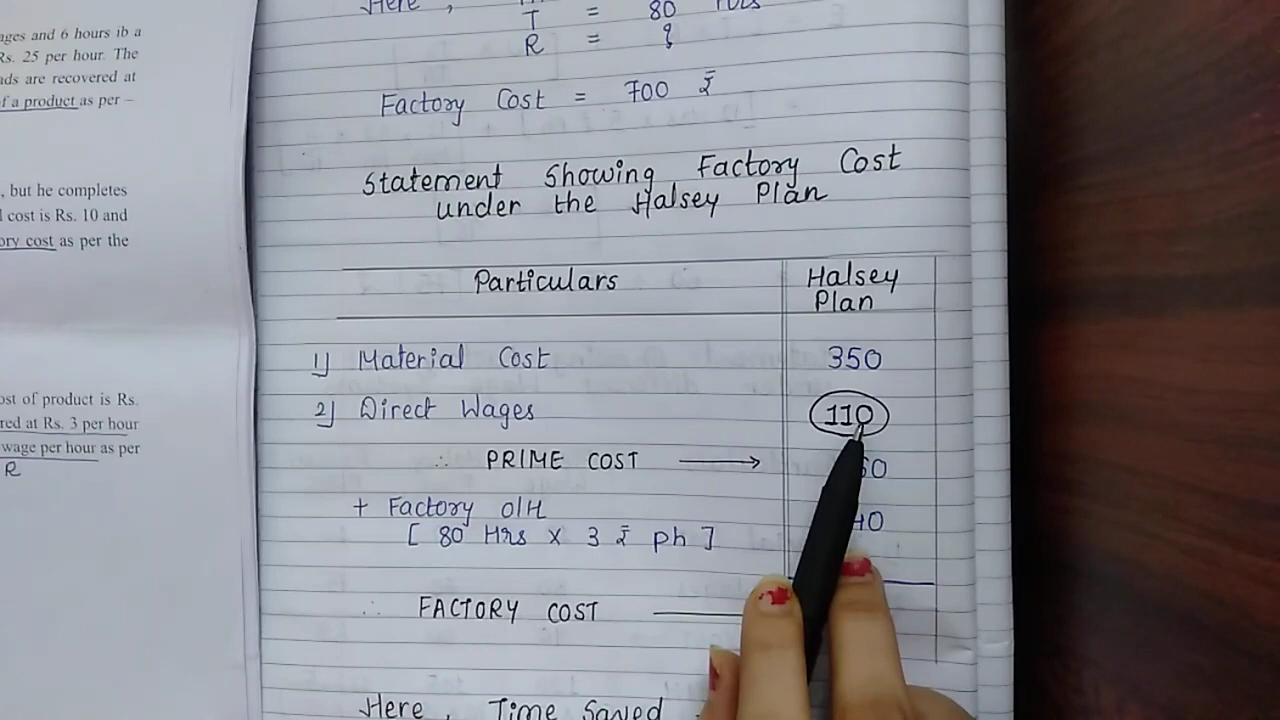 ages and 6 hours ib a
Rs. 25 per hour. The
ads are recovered at
of a product as per –
, but he completes
l cost is Rs. 10 and
ory cost as per the
ost of product is Rs.
red at Rs. 3 per hour
wage per hour as per
R
Here ,
T = 80
R = ?
Factory Cost = 700 ₹
Statement Showing Factory Cost
under the Halsey Plan
Particulars Halsey Plan
1) Material Cost 350
2) Direct Wages 110
∴ PRIME COST → 60
+ Factory O/H 40
[ 80 Hrs x 3 ₹ ph ]
∴ FACTORY COST
Here , Time Saved